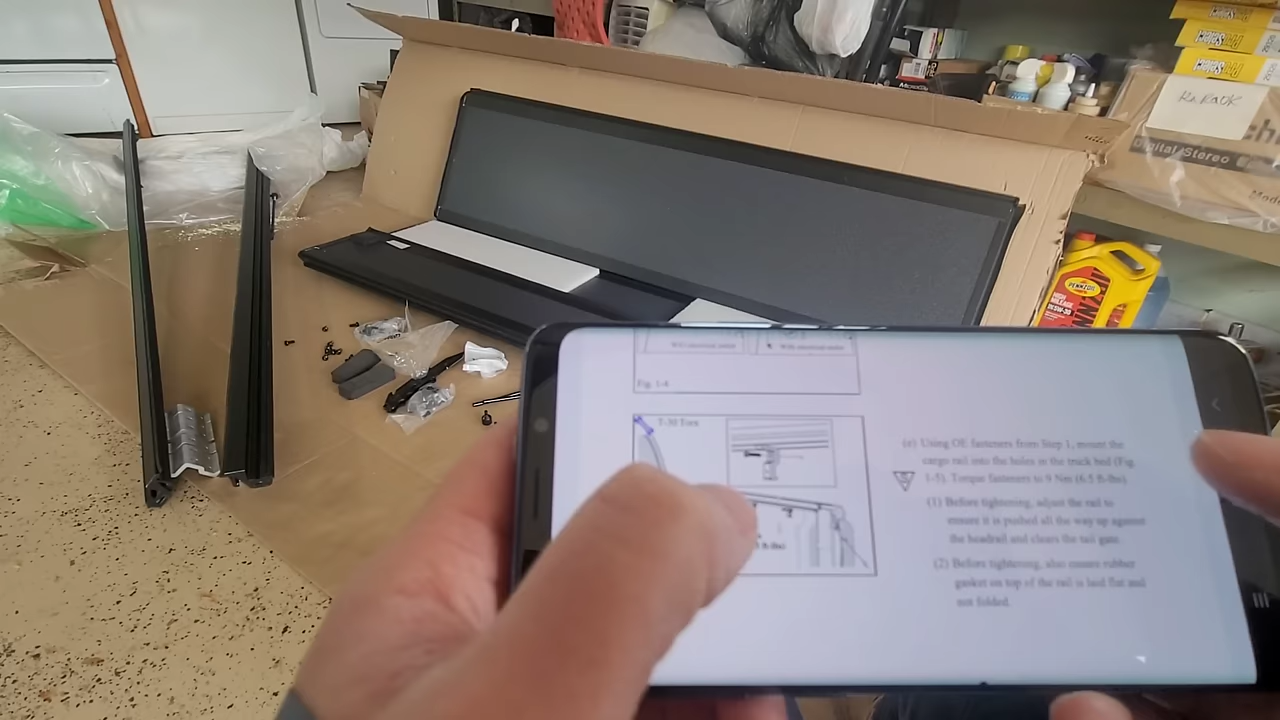 KARAOK
Digital/Stereo
PENNZOIL
HIGH
MILEAGE
Fig. 1-4
T-30 Torx
(e) Using OE fasteners from Step 1, mount the
cargo rail into the holes in the truck bed (Fig.
1-5). Torque fasteners to 9 Nm (6.5 ft-lbs)
(1) Before tightening, adjust the rail to
ensure it is pushed all the way up against
the headrail and clears the tail gate.
(2) Before tightening, also ensure rubber
gasket on top of the rail is laid flat and
not folded.